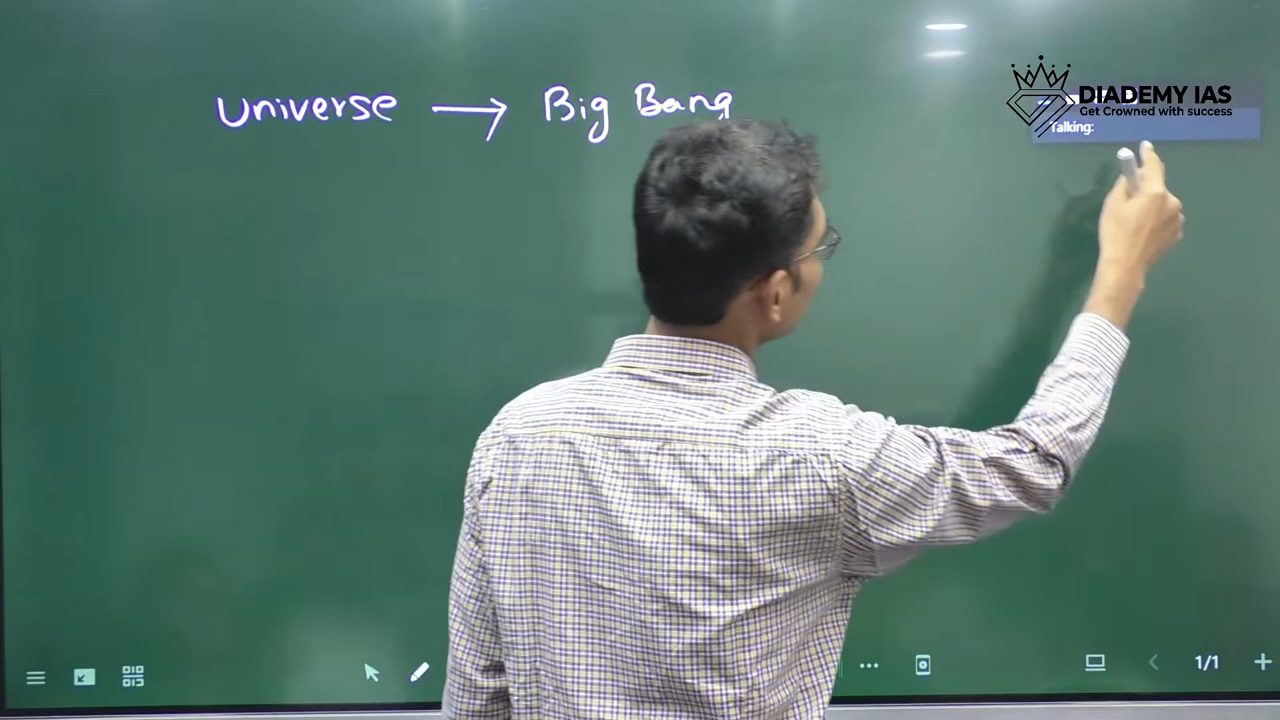 Universe → Big Bang
DIADEMY IAS
Get Crowned with success
Talking:
1/1